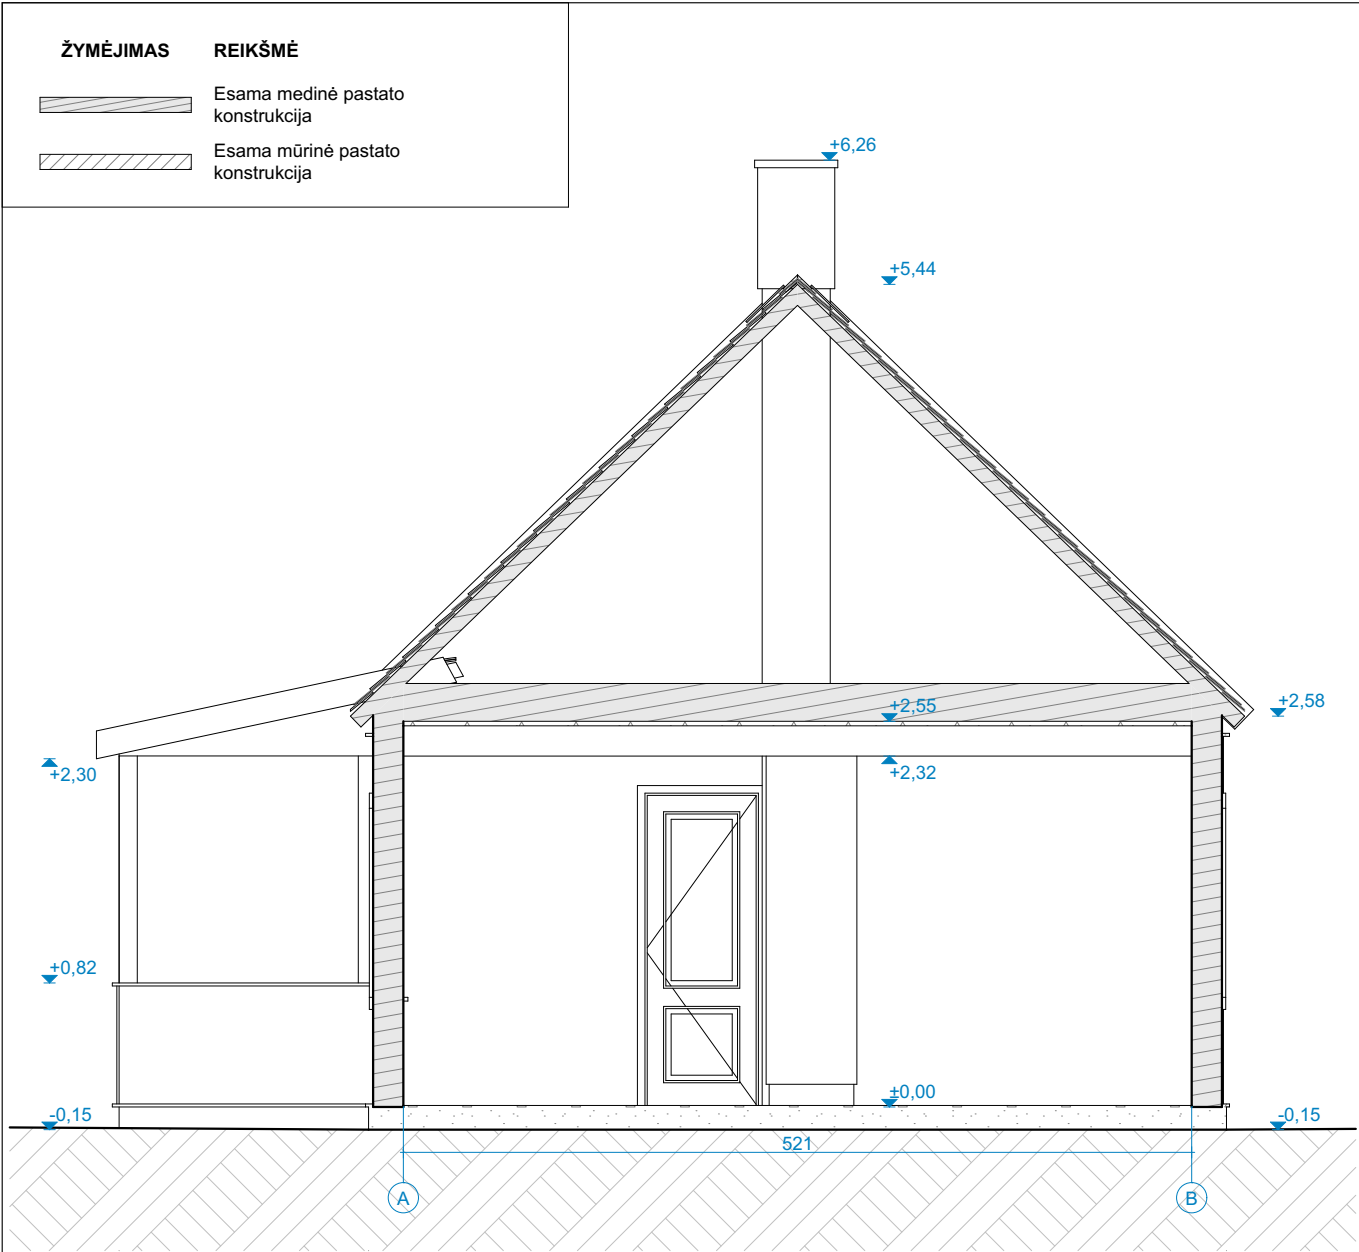 ŽYMĖJIMAS REIKŠMĖ
Esama medinė pastato
konstrukcija
Esama mūrinė pastato
konstrukcija
+6,26
+5,44
+2,55
+2,58
+2,30
+2,32
+0,82
±0,00
-0,15
-0,15
521
A
B